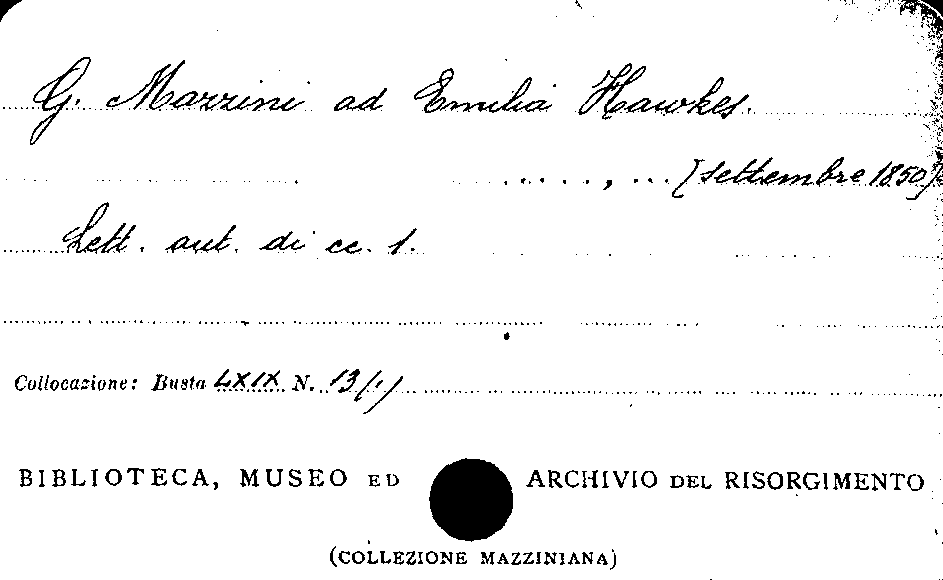 G. Mazzini ad Emilia Hawkes.
....., ... [settembre 1850]
Lett. aut. di cc. 1.
Collocazione: Busta LXIX N. 13/1)
BIBLIOTECA, MUSEO ED ARCHIVIO DEL RISORGIMENTO
(COLLEZIONE MAZZINIANA)